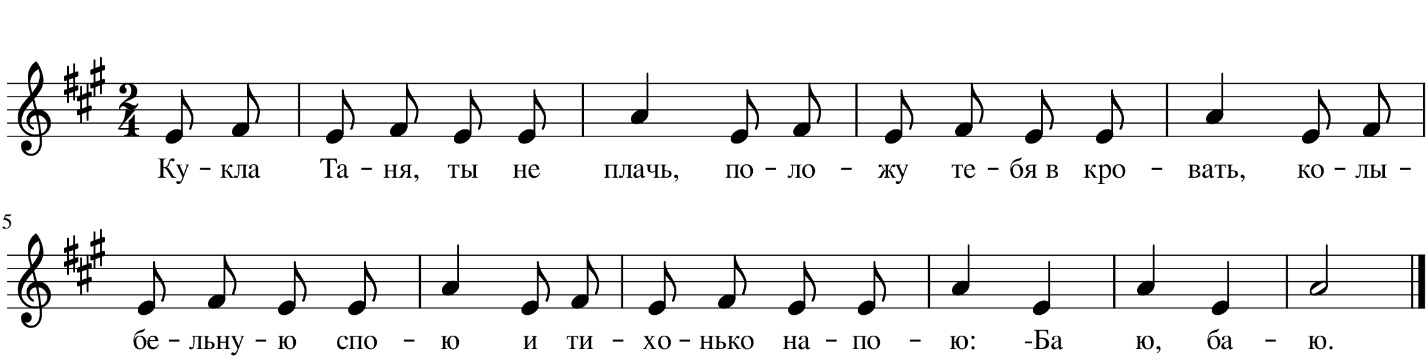 Ку – кла Та – ня, ты не плачь, по – ло – жу те – бя в кро – вать, ко – лы –
5
бе – льну – ю спо – ю и ти – хо – нько на – по – ю: -Ба ю, ба – ю.